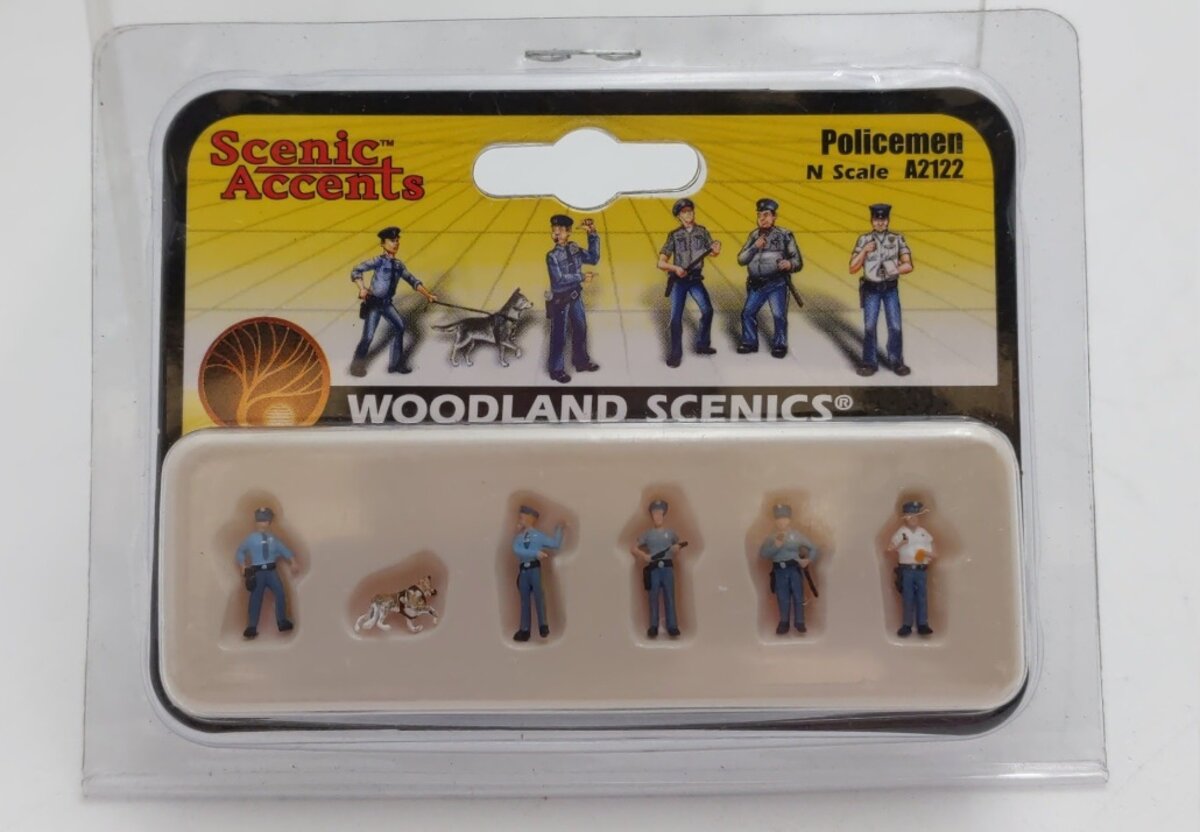 Scenic™
Accents
Policemen
N Scale A2122
WOODLAND SCENICS®